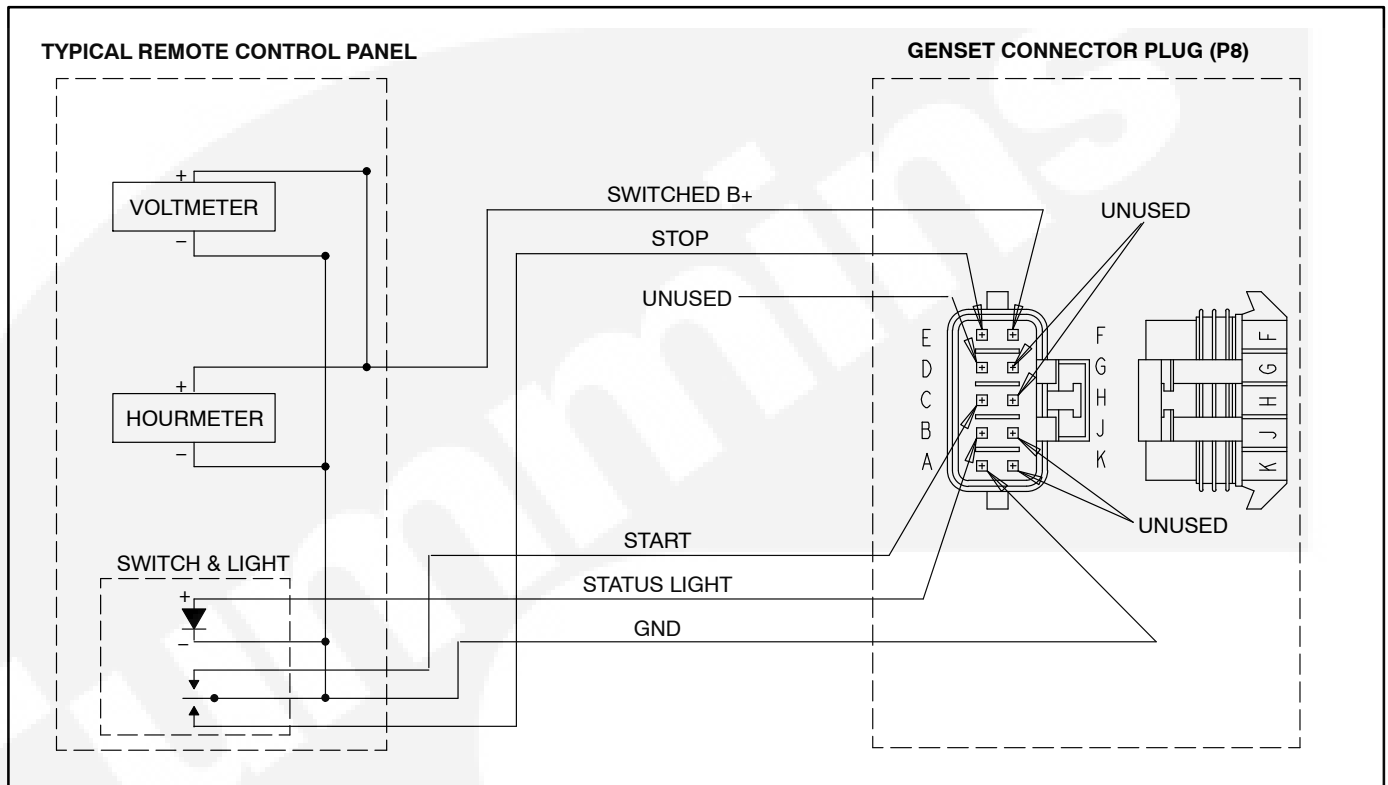 TYPICAL REMOTE CONTROL PANEL
GENSET CONNECTOR PLUG (P8)
+
VOLTMETER
−
SWITCHED B+
UNUSED
STOP
UNUSED
E
F
D
G
C
H
B
J
A
K
F
G
H
J
K
+
HOURMETER
−
UNUSED
START
SWITCH & LIGHT
STATUS LIGHT
+
GND
−
cummins